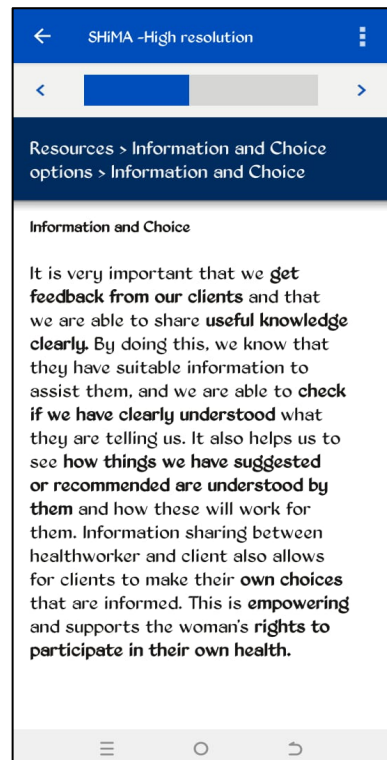 SHiMA -High resolution
Resources > Information and Choice
options > Information and Choice
Information and Choice
It is very important that we get
feedback from our clients and that
we are able to share useful knowledge
clearly. By doing this, we know that
they have suitable information to
assist them, and we are able to check
if we have clearly understood what
they are telling us. It also helps us to
see how things we have suggested
or recommended are understood by
them and how these will work for
them. Information sharing between
healthworker and client also allows
for clients to make their own choices
that are informed. This is empowering
and supports the woman's rights to
participate in their own health.